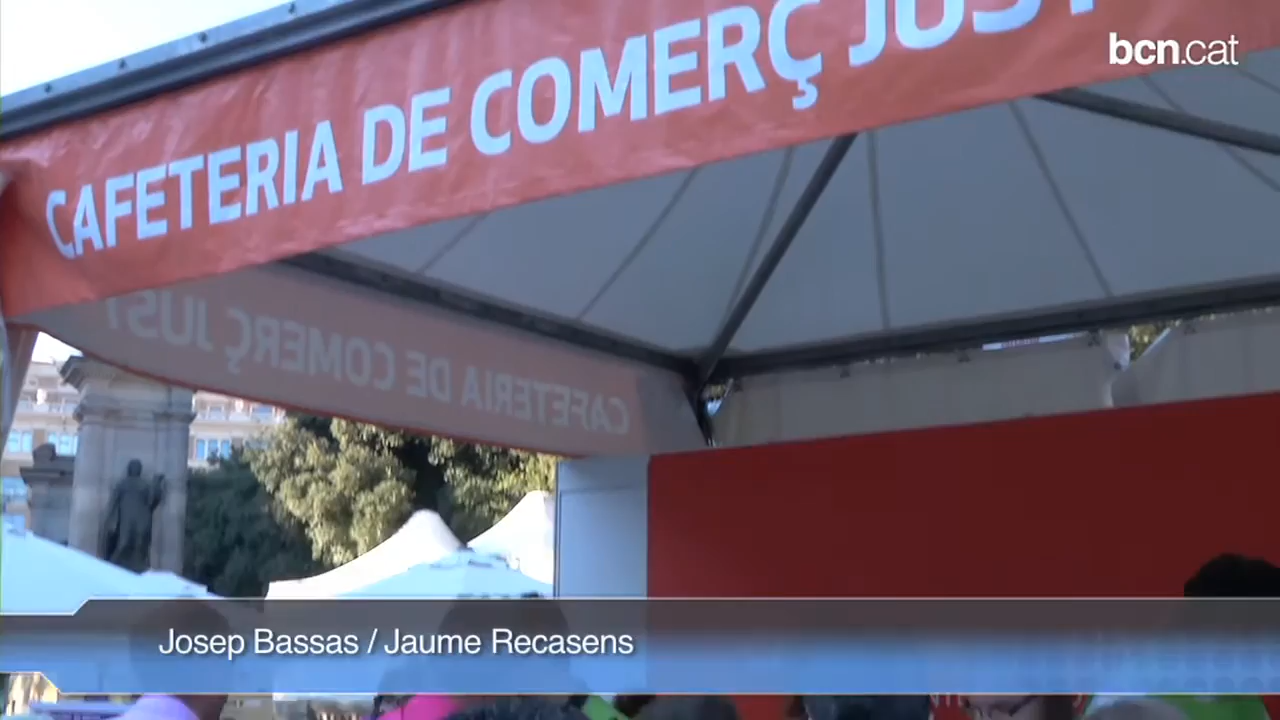 bcn.cat
CAFETERIA DE COMERÇ JUST
CAFETERIA DE COMERÇ JUST
Josep Bassas / Jaume Recasens